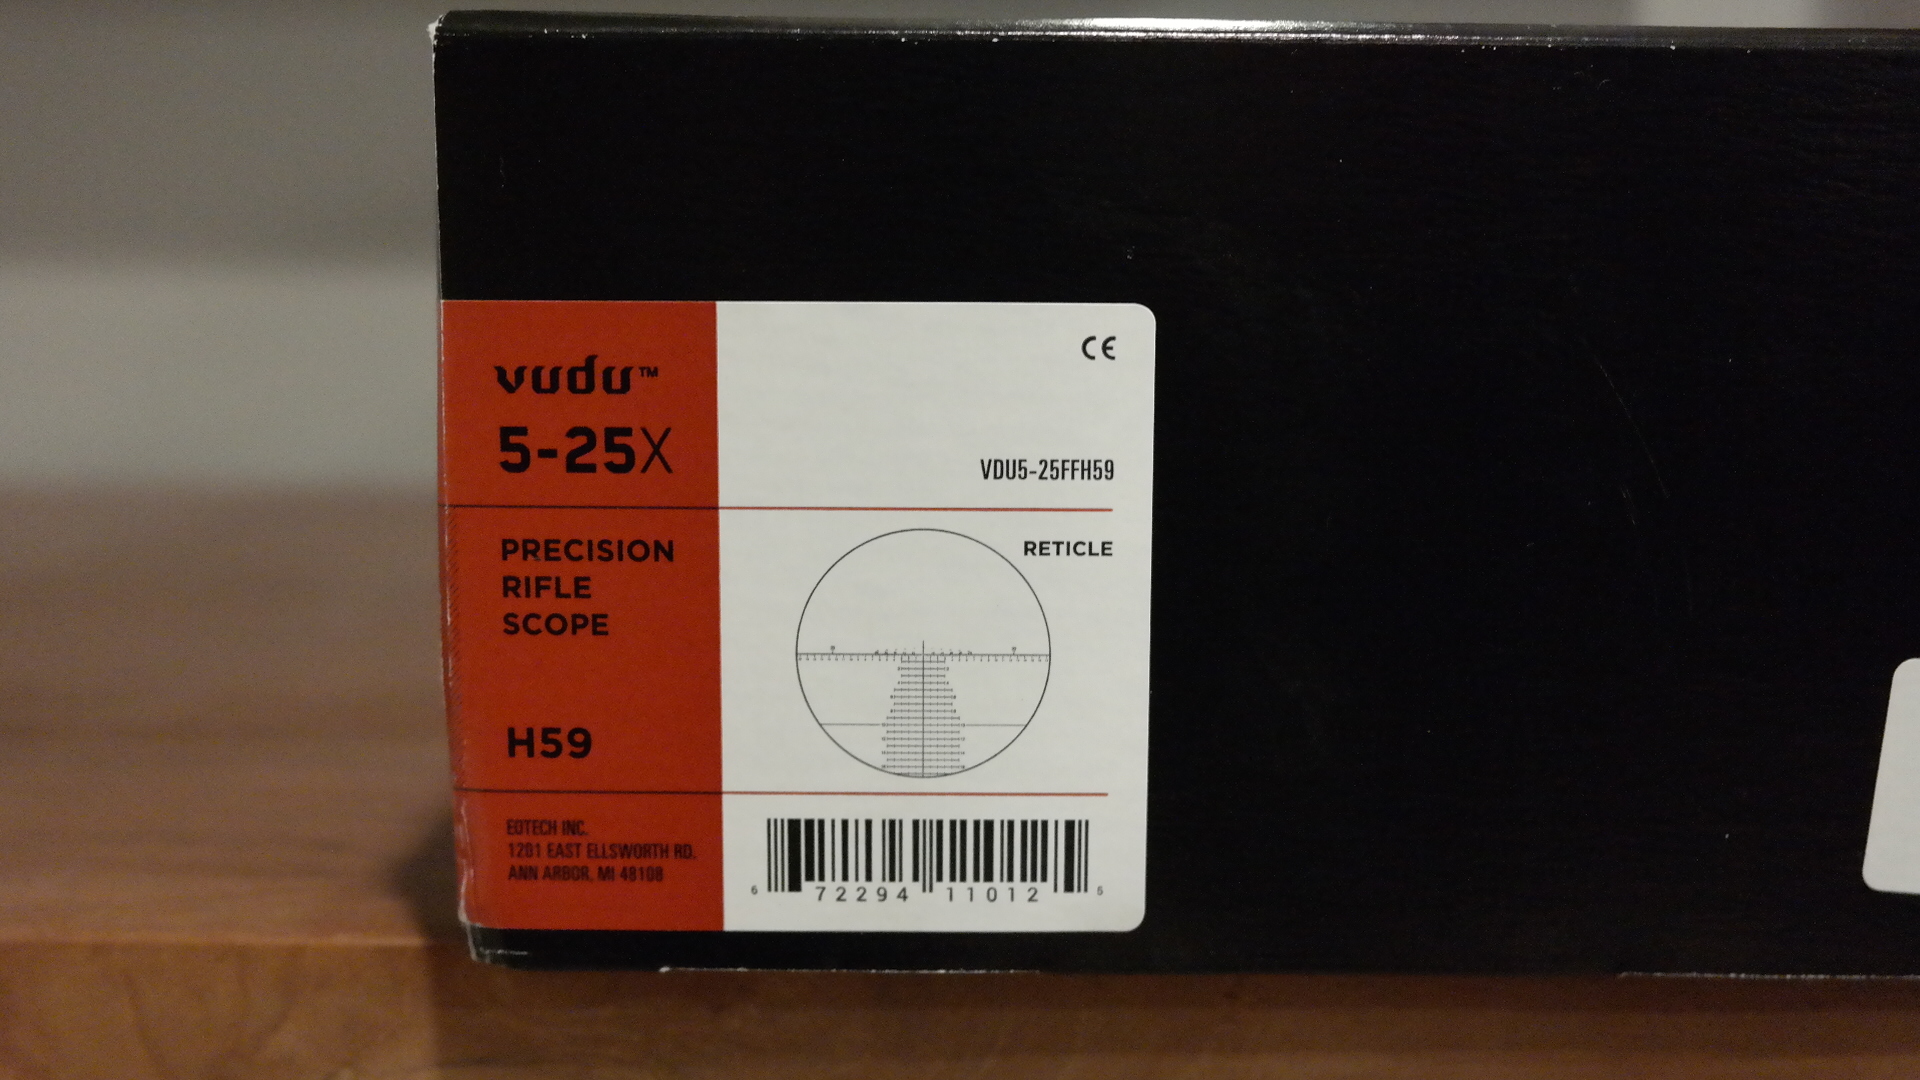 vudu™
5-25X
PRECISION
RIFLE
SCOPE
H59
EOTECH INC.
1201 EAST ELLSWORTH RD.
ANN ARBOR, MI 48108
CE
VDU5-25FFH59
RETICLE
6 72294 11012 5